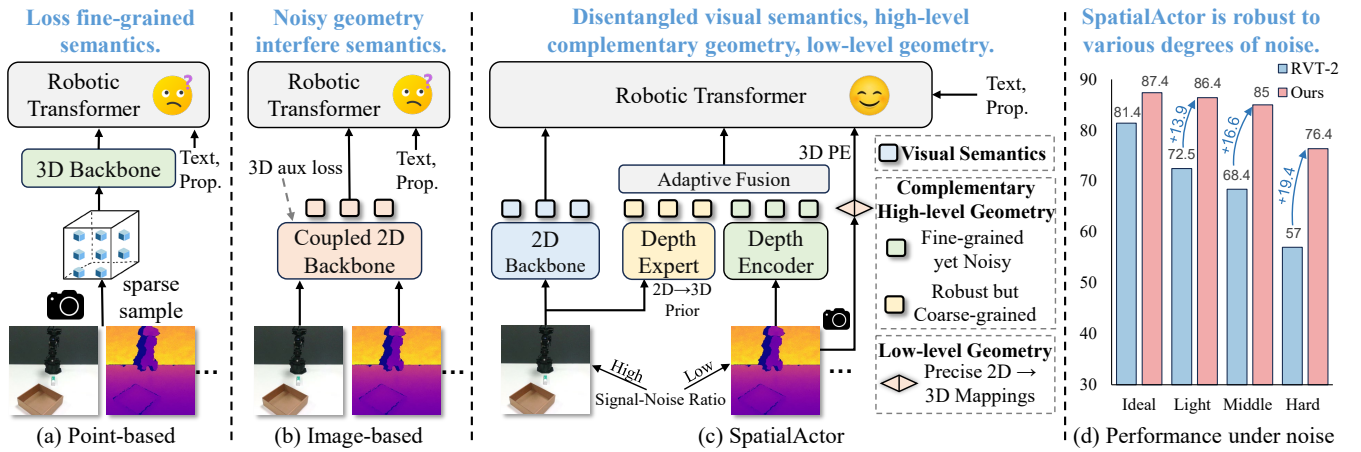 Loss fine-grained
semantics.
Robotic
Transformer
?
Text,
Prop.
3D Backbone
sparse
sample
...
(a) Point-based
Noisy geometry
interfere semantics.
Robotic
Transformer
?
3D aux loss
Text,
Prop.
Coupled 2D
Backbone
...
(b) Image-based
Disentangled visual semantics, high-level
complementary geometry, low-level geometry.
Robotic Transformer
Text,
Prop.
3D PE
Adaptive Fusion
2D
Backbone
Depth
Expert
Depth
Encoder
2D→3D
Prior
High
Low
Signal-Noise Ratio
...
Visual Semantics
Complementary
High-level Geometry
Fine-grained
yet Noisy
Robust but
Coarse-grained
Low-level Geometry
Precise 2D →
3D Mappings
(c) SpatialActor
SpatialActor is robust to
various degrees of noise.
RVT-2
Ours
90
80
70
60
50
40
30
81.4
87.4
72.5
+13.9
86.4
68.4
+16.6
85
57
+19.4
76.4
Ideal
Light
Middle
Hard
(d) Performance under noise